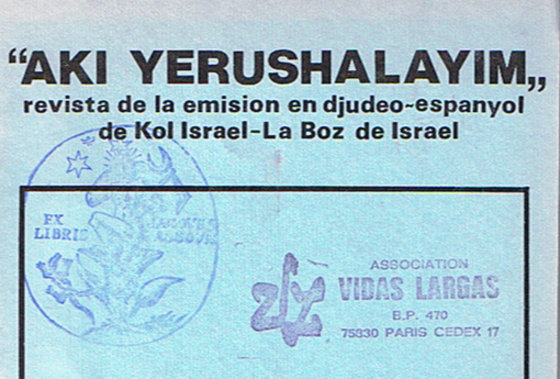 “AKI YERUSHALAYIM„
revista de la emision en djudeo-espanyol
de Kol Israel-La Boz de Israel
EX
LIBRIS
ASSOCIATION
VIDAS LARGAS
B.P. 470
75330 PARIS CEDEX 17